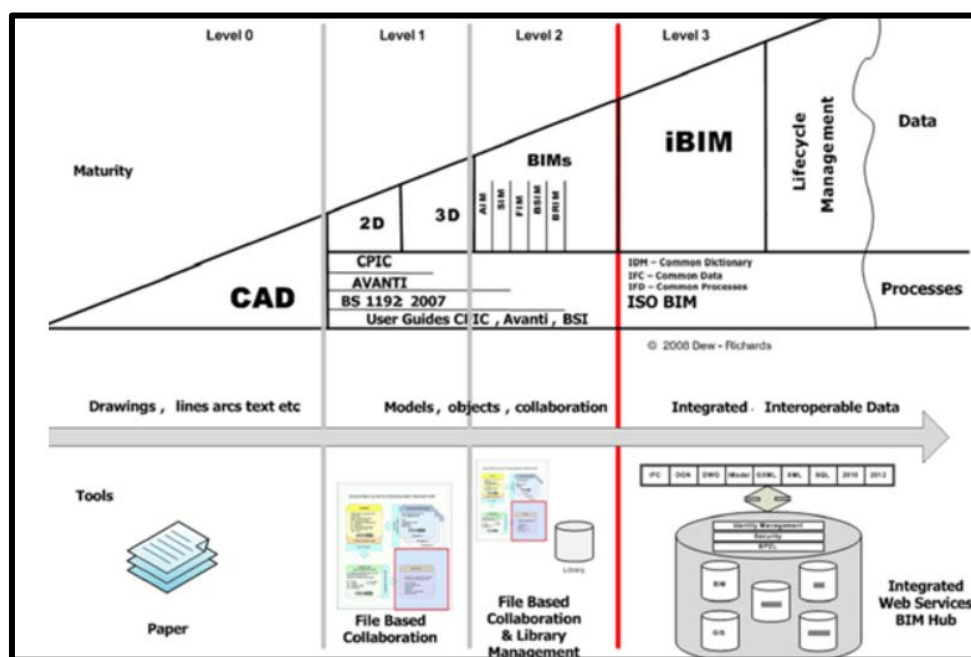 Level 0
Level 1
Level 2
Level 3
Maturity
CAD
2D
3D
BIMs
AIM
SIM
FIM
BSIM
BRIM
iBIM
Lifecycle
Management
Data
CPIC
AVANTI
BS 1192 2007
User Guides CPIC , Avanti , BSI
IDM – Common Dictionary
IFC – Common Data
IFD – Common Processes
ISO BIM
Processes
© 2008 Dew - Richards
Drawings , lines arcs text etc
Models , objects , collaboration
Integrated , Interoperable Data
Tools
Paper
File Based
Collaboration
Library
File Based
Collaboration
& Library
Management
IFC DGN DWG iModel GXML XML SQL 2010 2012
Identity Management
Security
BPEL
BIM
GIS
Integrated
Web Services
BIM Hub